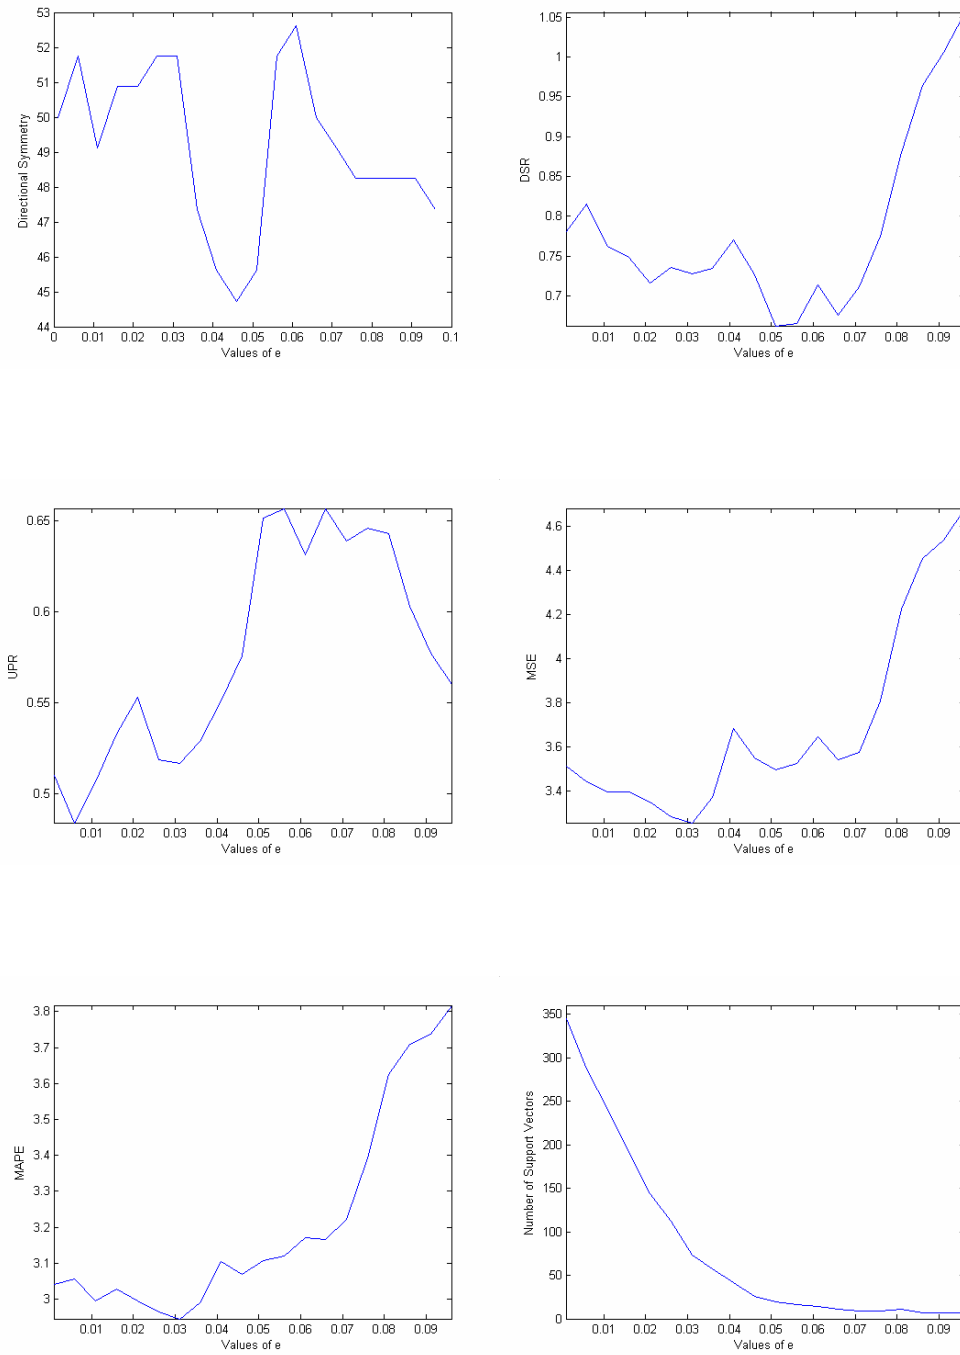 53
52
51
50
49
48
47
46
45
44
Directional Symmetry
0 0.01 0.02 0.03 0.04 0.05 0.06 0.07 0.08 0.09 0.1
Values of e
1.05
1
0.95
0.9
0.85
0.8
0.75
0.7
DSR
0.01 0.02 0.03 0.04 0.05 0.06 0.07 0.08 0.09
Values of e
0.65
0.6
0.55
0.5
UPR
0.01 0.02 0.03 0.04 0.05 0.06 0.07 0.08 0.09
Values of e
4.6
4.4
4.2
4
3.8
3.6
3.4
MSE
0.01 0.02 0.03 0.04 0.05 0.06 0.07 0.08 0.09
Values of e
3.8
3.7
3.6
3.5
3.4
3.3
3.2
3.1
3
MAPE
0.01 0.02 0.03 0.04 0.05 0.06 0.07 0.08 0.09
Values of e
350
300
250
200
150
100
50
0
Number of Support Vectors
0.01 0.02 0.03 0.04 0.05 0.06 0.07 0.08 0.09
Values of e